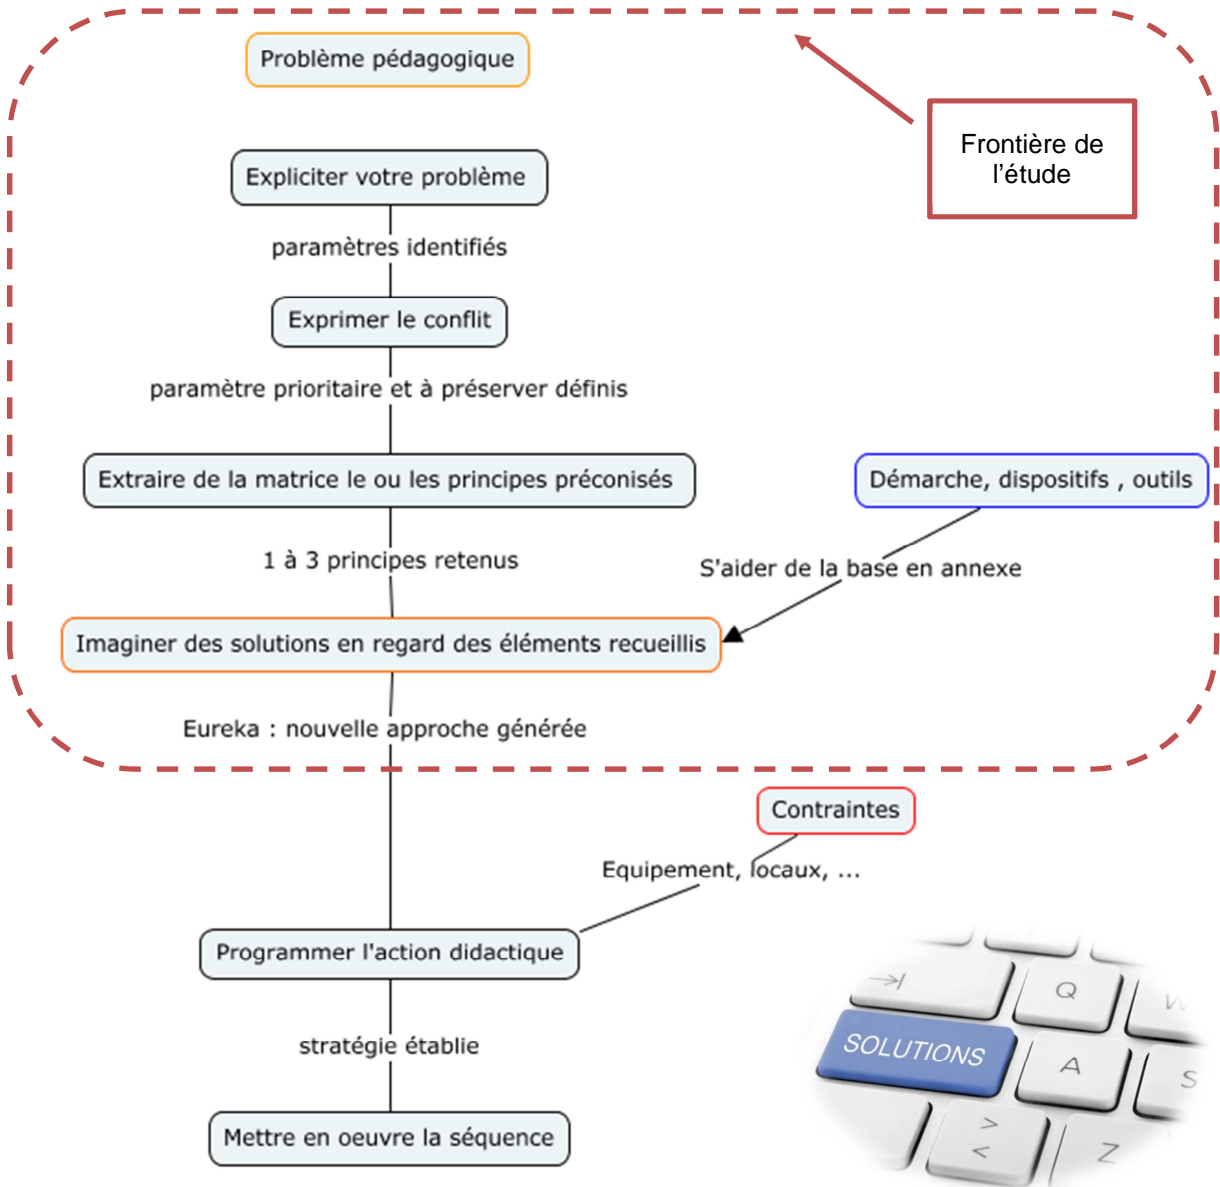 Problème pédagogique
Frontière de
l'étude
Expliciter votre problème
paramètres identifiés
Exprimer le conflit
paramètre prioritaire et à préserver définis
Extraire de la matrice le ou les principes préconisés
Démarche, dispositifs , outils
1 à 3 principes retenus
S'aider de la base en annexe
Imaginer des solutions en regard des éléments recueillis
Eureka : nouvelle approche générée
Contraintes
Equipement, locaux, ...
Programmer l'action didactique
stratégie établie
Mettre en oeuvre la séquence
Q
W
SOLUTIONS
A
S
>
<
Z